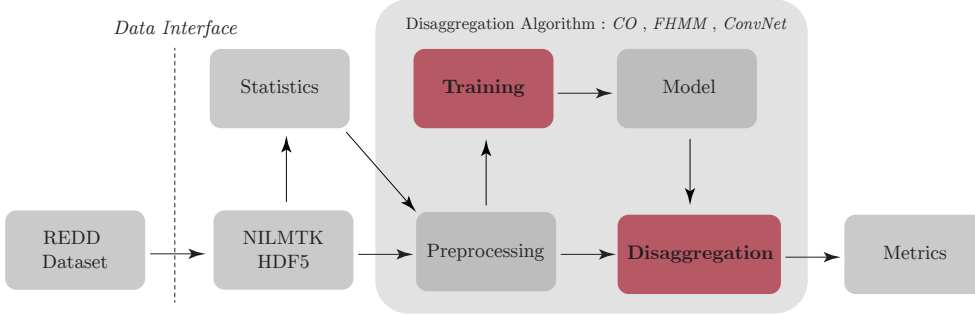 Data Interface
Disaggregation Algorithm : CO , FHMM , ConvNet
Statistics
Training
Model
REDD
Dataset
NILMTK
HDF5
Preprocessing
Disaggregation
Metrics